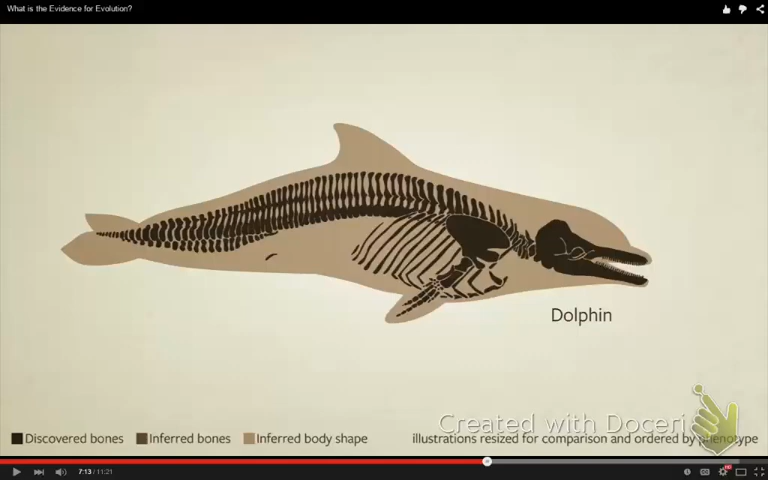 What is the Evidence for Evolution?
Dolphin
Created with Doceri
Discovered bones
Inferred bones
Inferred body shape
illustrations resized for comparison and ordered by phenotype
7:13 / 11:21